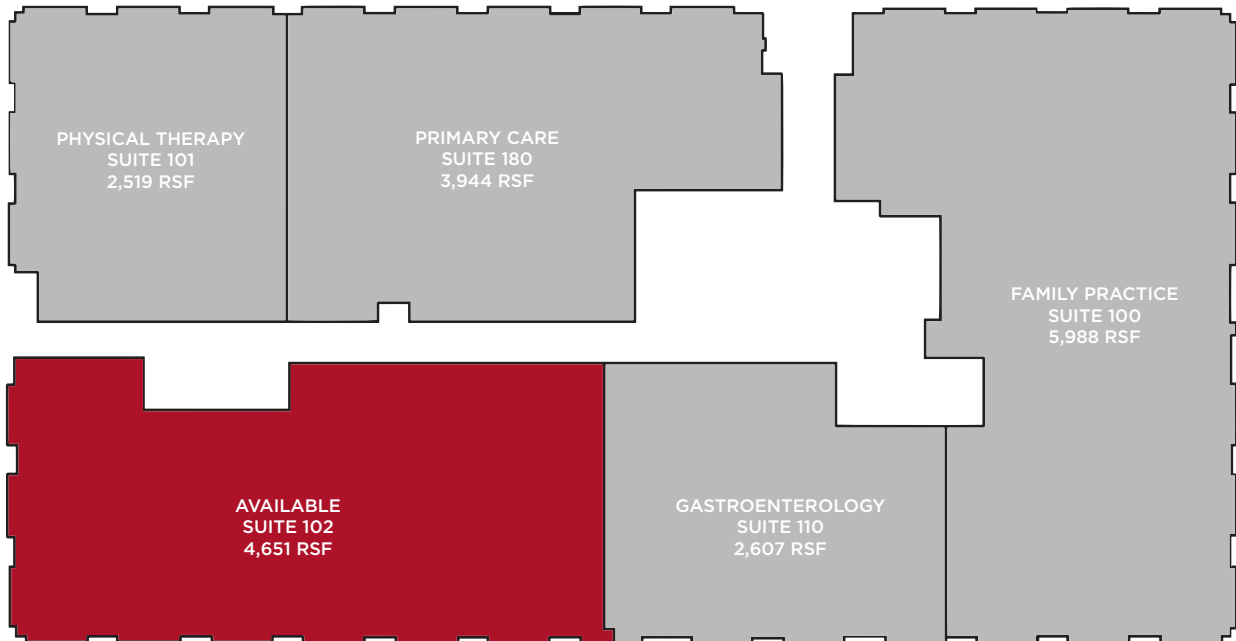 PHYSICAL THERAPY
SUITE 101
2,519 RSF
PRIMARY CARE
SUITE 180
3,944 RSF
FAMILY PRACTICE
SUITE 100
5,988 RSF
AVAILABLE
SUITE 102
4,651 RSF
GASTROENTEROLOGY
SUITE 110
2,607 RSF